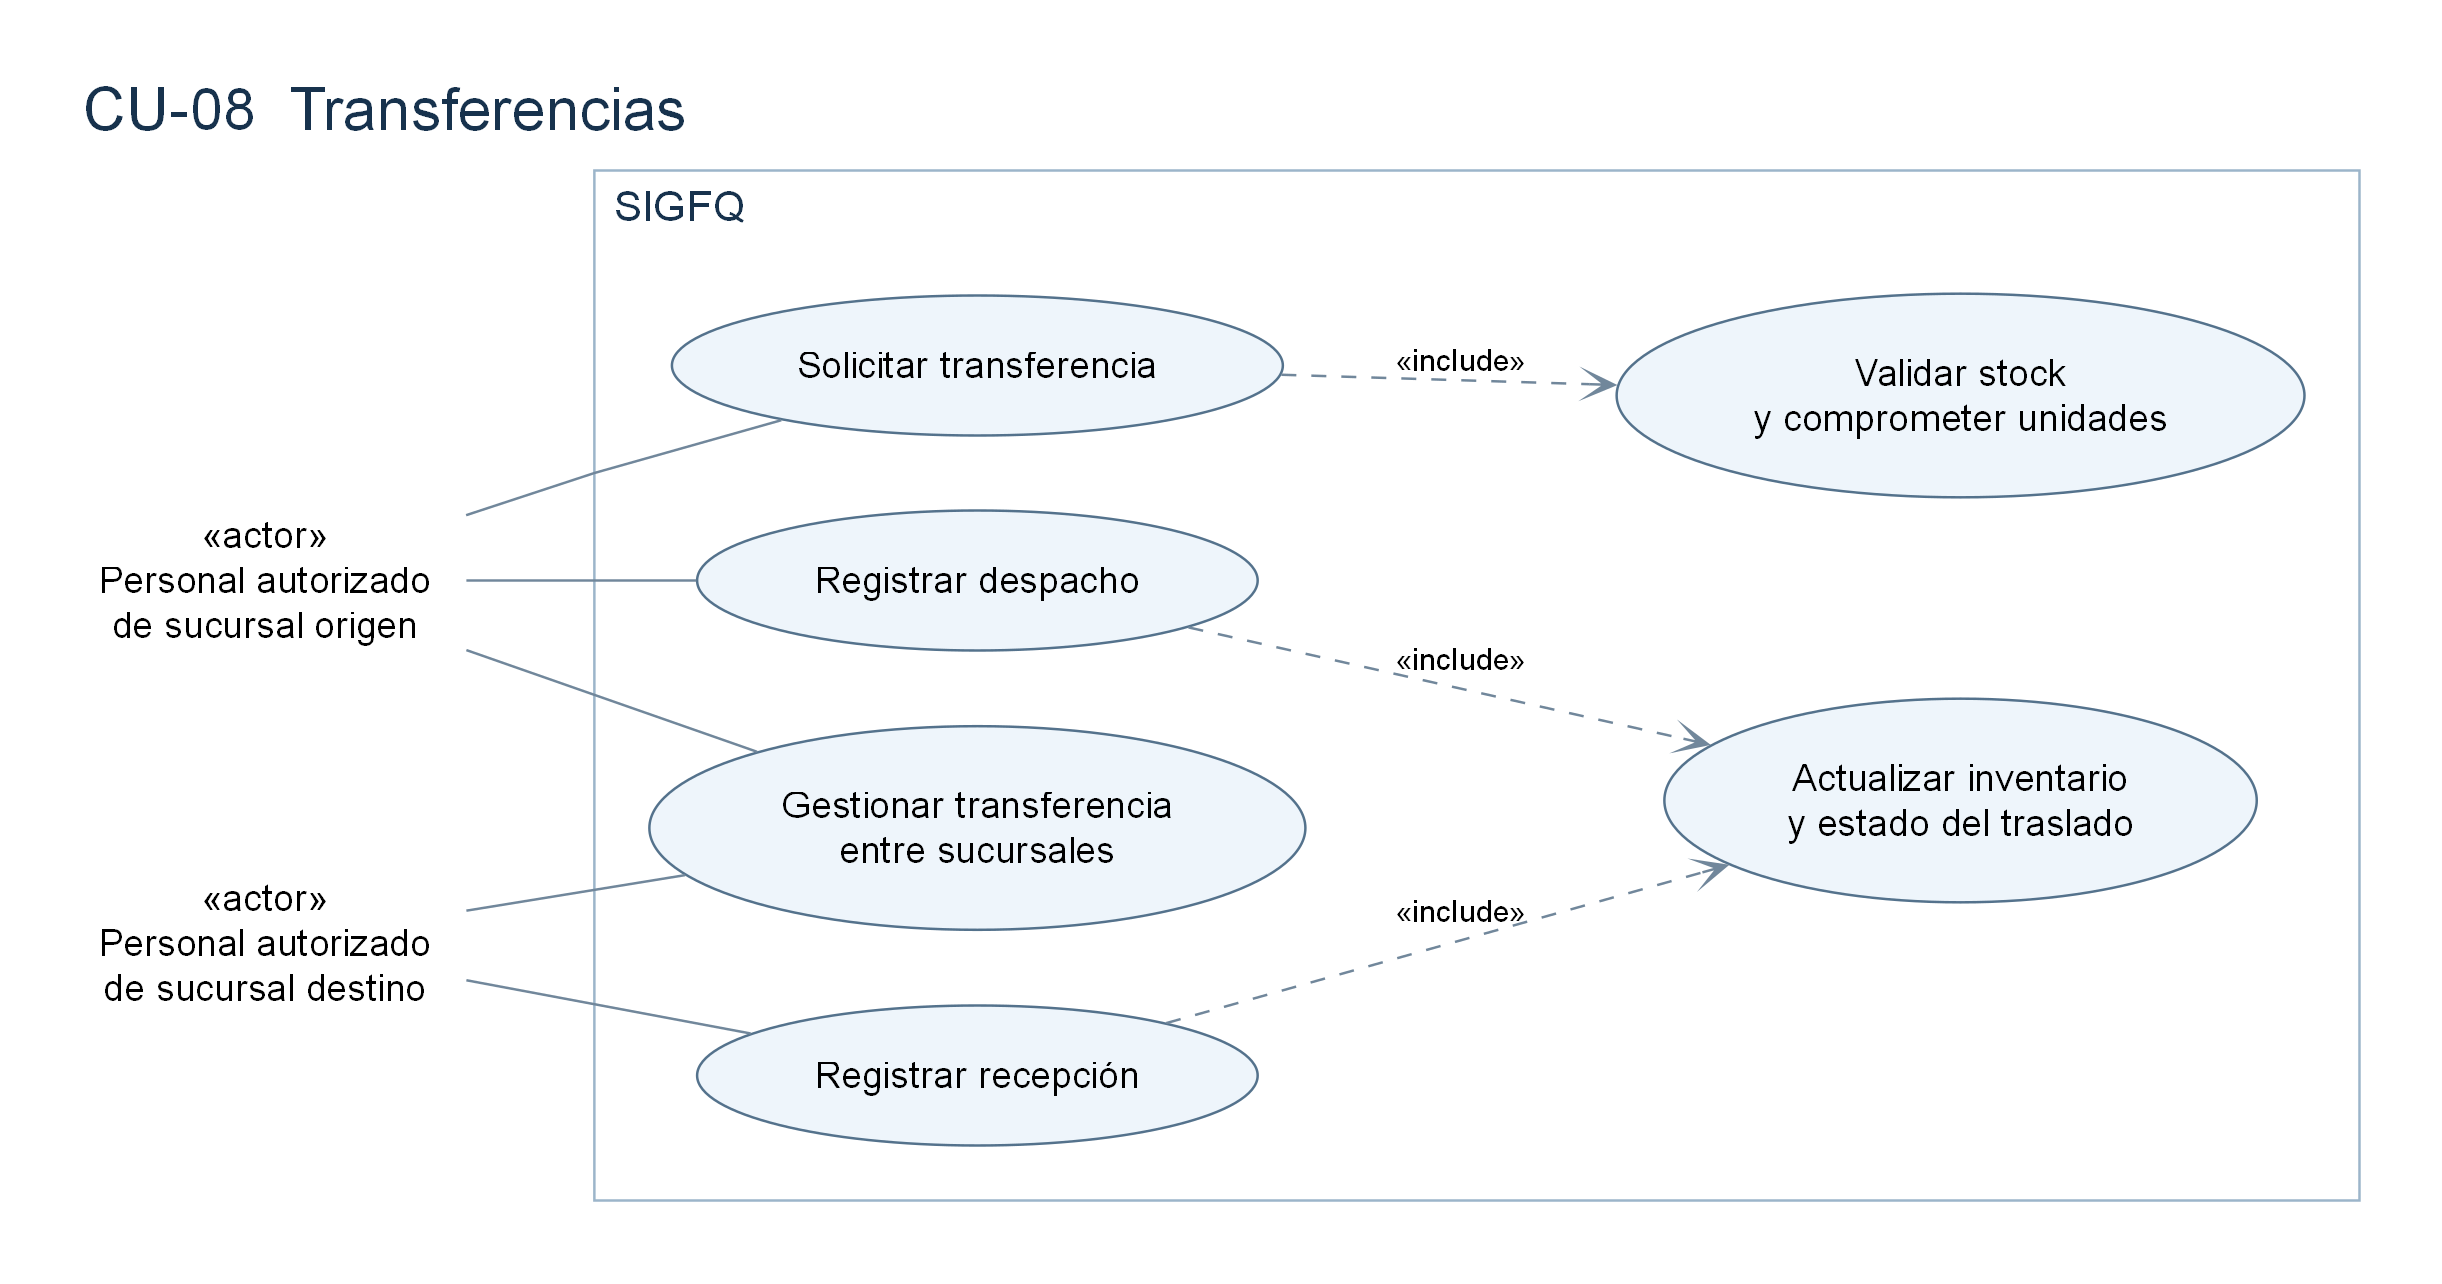 CU-08  Transferencias
SIGFQ
Solicitar transferencia
«include»
Validar stock
y comprometer unidades
«actor»
Personal autorizado
de sucursal origen
Registrar despacho
«include»
Actualizar inventario
y estado del traslado
Gestionar transferencia
entre sucursales
«actor»
Personal autorizado
de sucursal destino
«include»
Registrar recepción